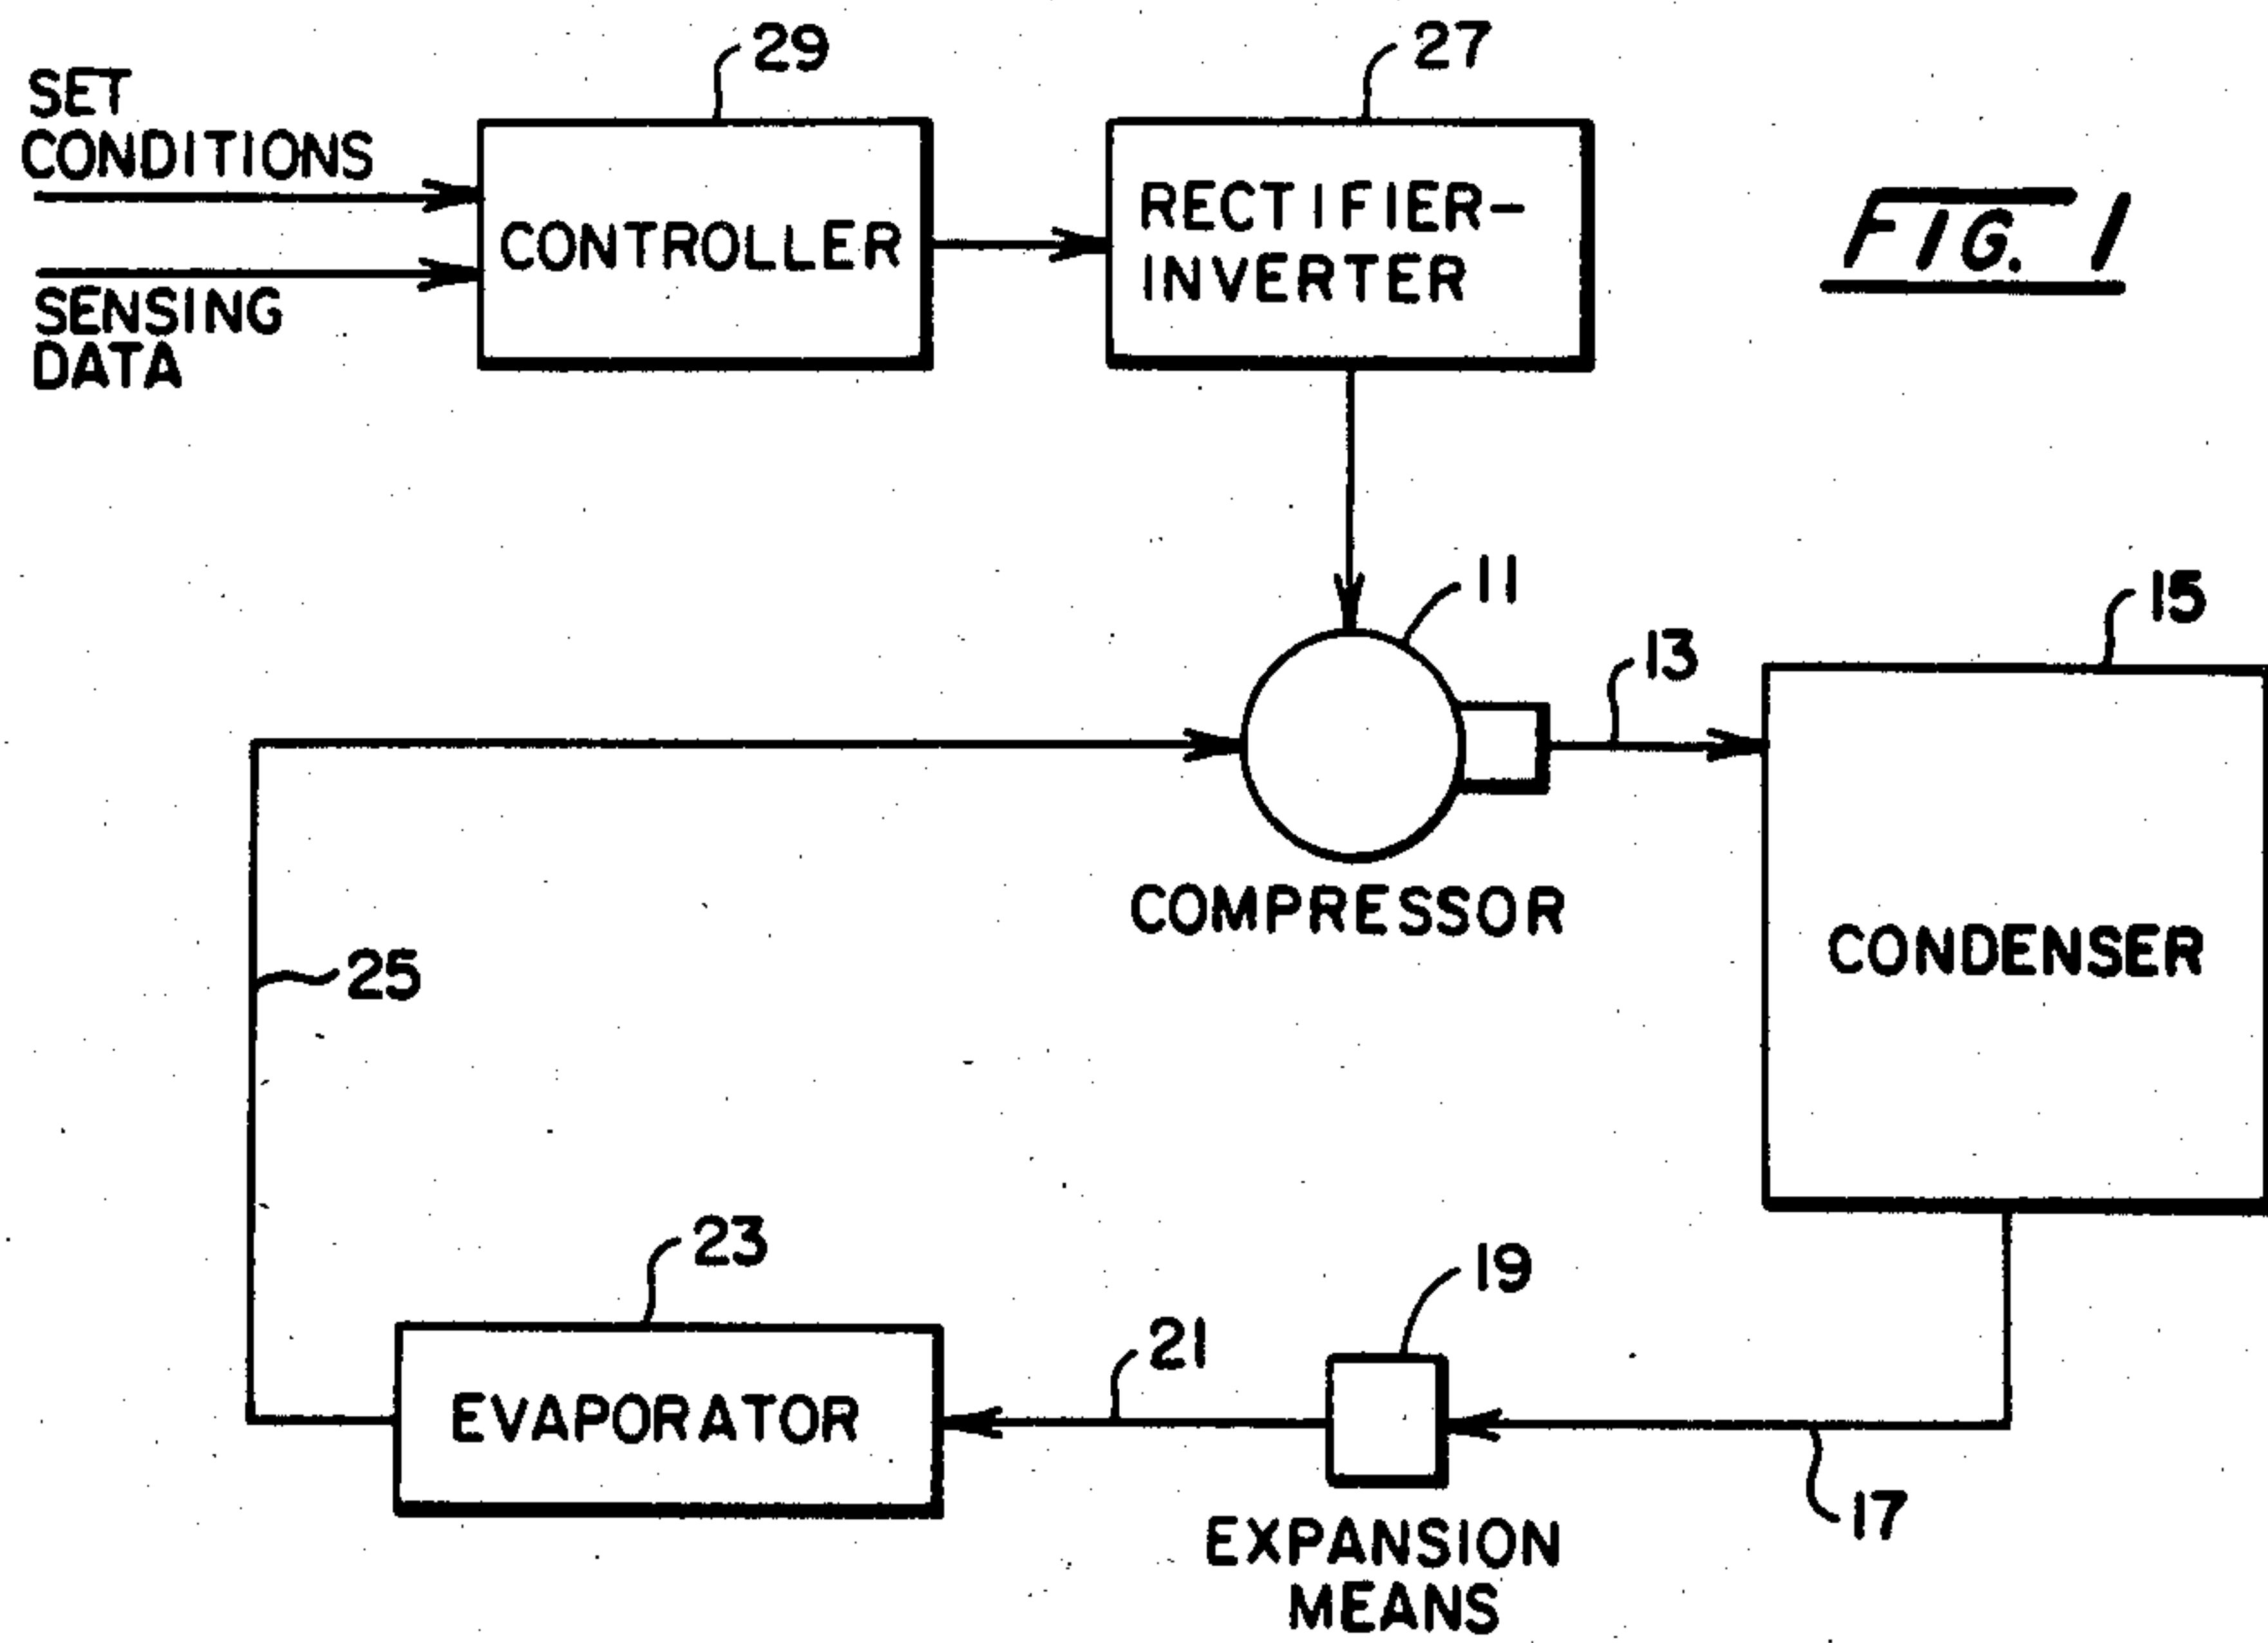 29
27
SET
CONDITIONS
CONTROLLER
RECTIFIER-
INVERTER
FIG. 1
SENSING
DATA
11
15
13
COMPRESSOR
CONDENSER
25
23
19
21
EVAPORATOR
17
EXPANSION
MEANS